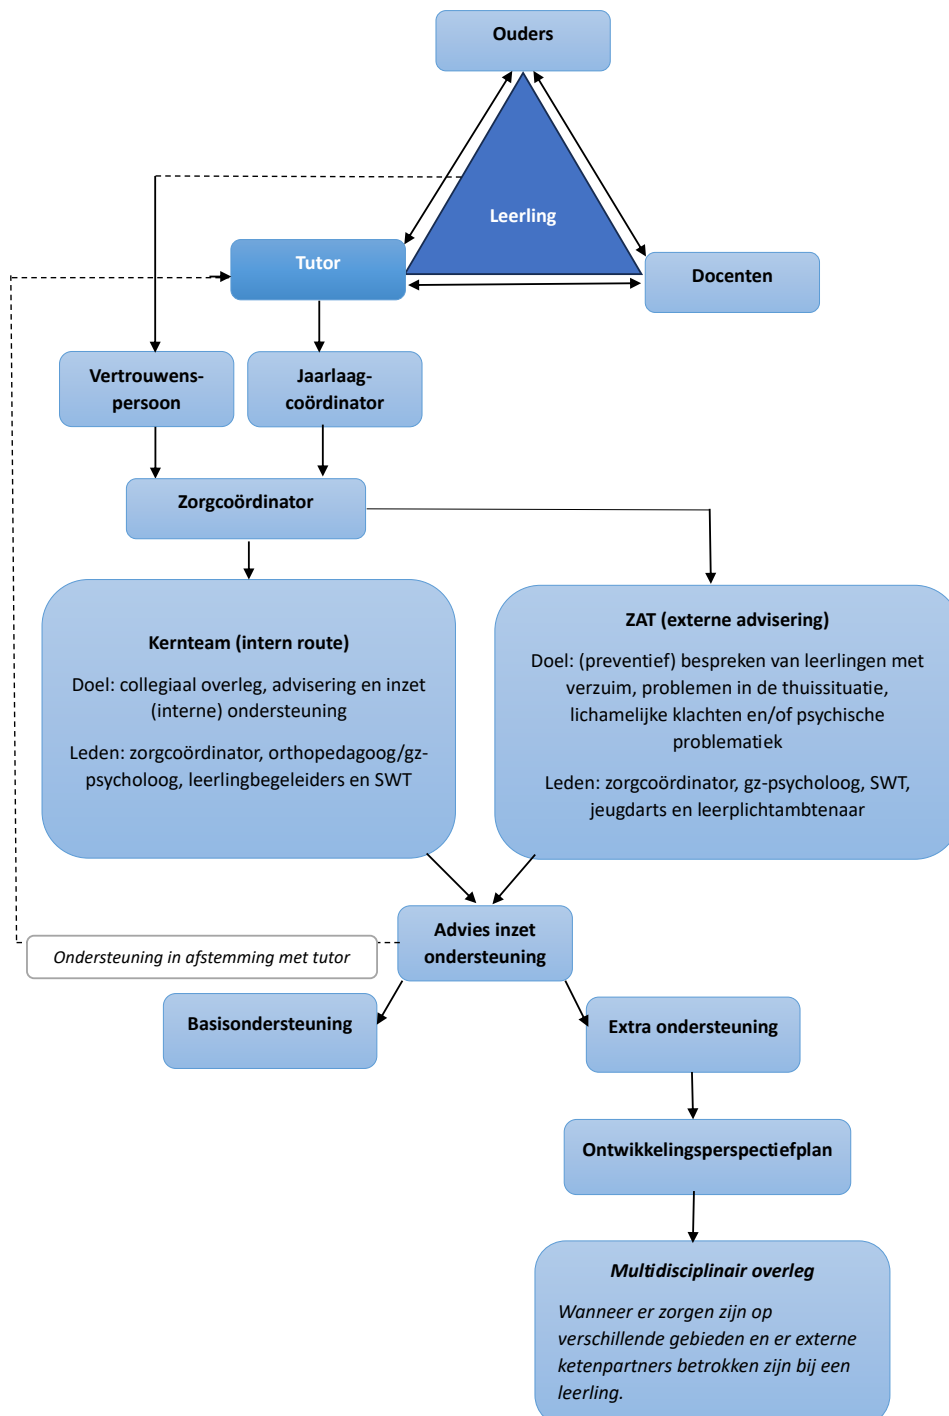 Ouders
Leerling
Tutor
Docenten
Vertrouwens-
persoon
Jaarlaag-
coördinator
Zorgcoördinator
Kernteam (intern route)
Doel: collegiaal overleg, advisering en inzet
(interne) ondersteuning
Leden: zorgcoördinator, orthopedagoog/gz-
psycholoog, leerlingbegeleiders en SWT
ZAT (externe advisering)
Doel: (preventief) bespreken van leerlingen met
verzuim, problemen in de thuissituatie,
lichamelijke klachten en/of psychische
problematiek
Leden: zorgcoördinator, gz-psycholoog, SWT,
jeugdarts en leerplichtambtenaar
Advies inzet
ondersteuning
Ondersteuning in afstemming met tutor
Basisondersteuning
Extra ondersteuning
Ontwikkelingsperspectiefplan
Multidisciplinair overleg
Wanneer er zorgen zijn op
verschillende gebieden en er externe
ketenpartners betrokken zijn bij een
leerling.